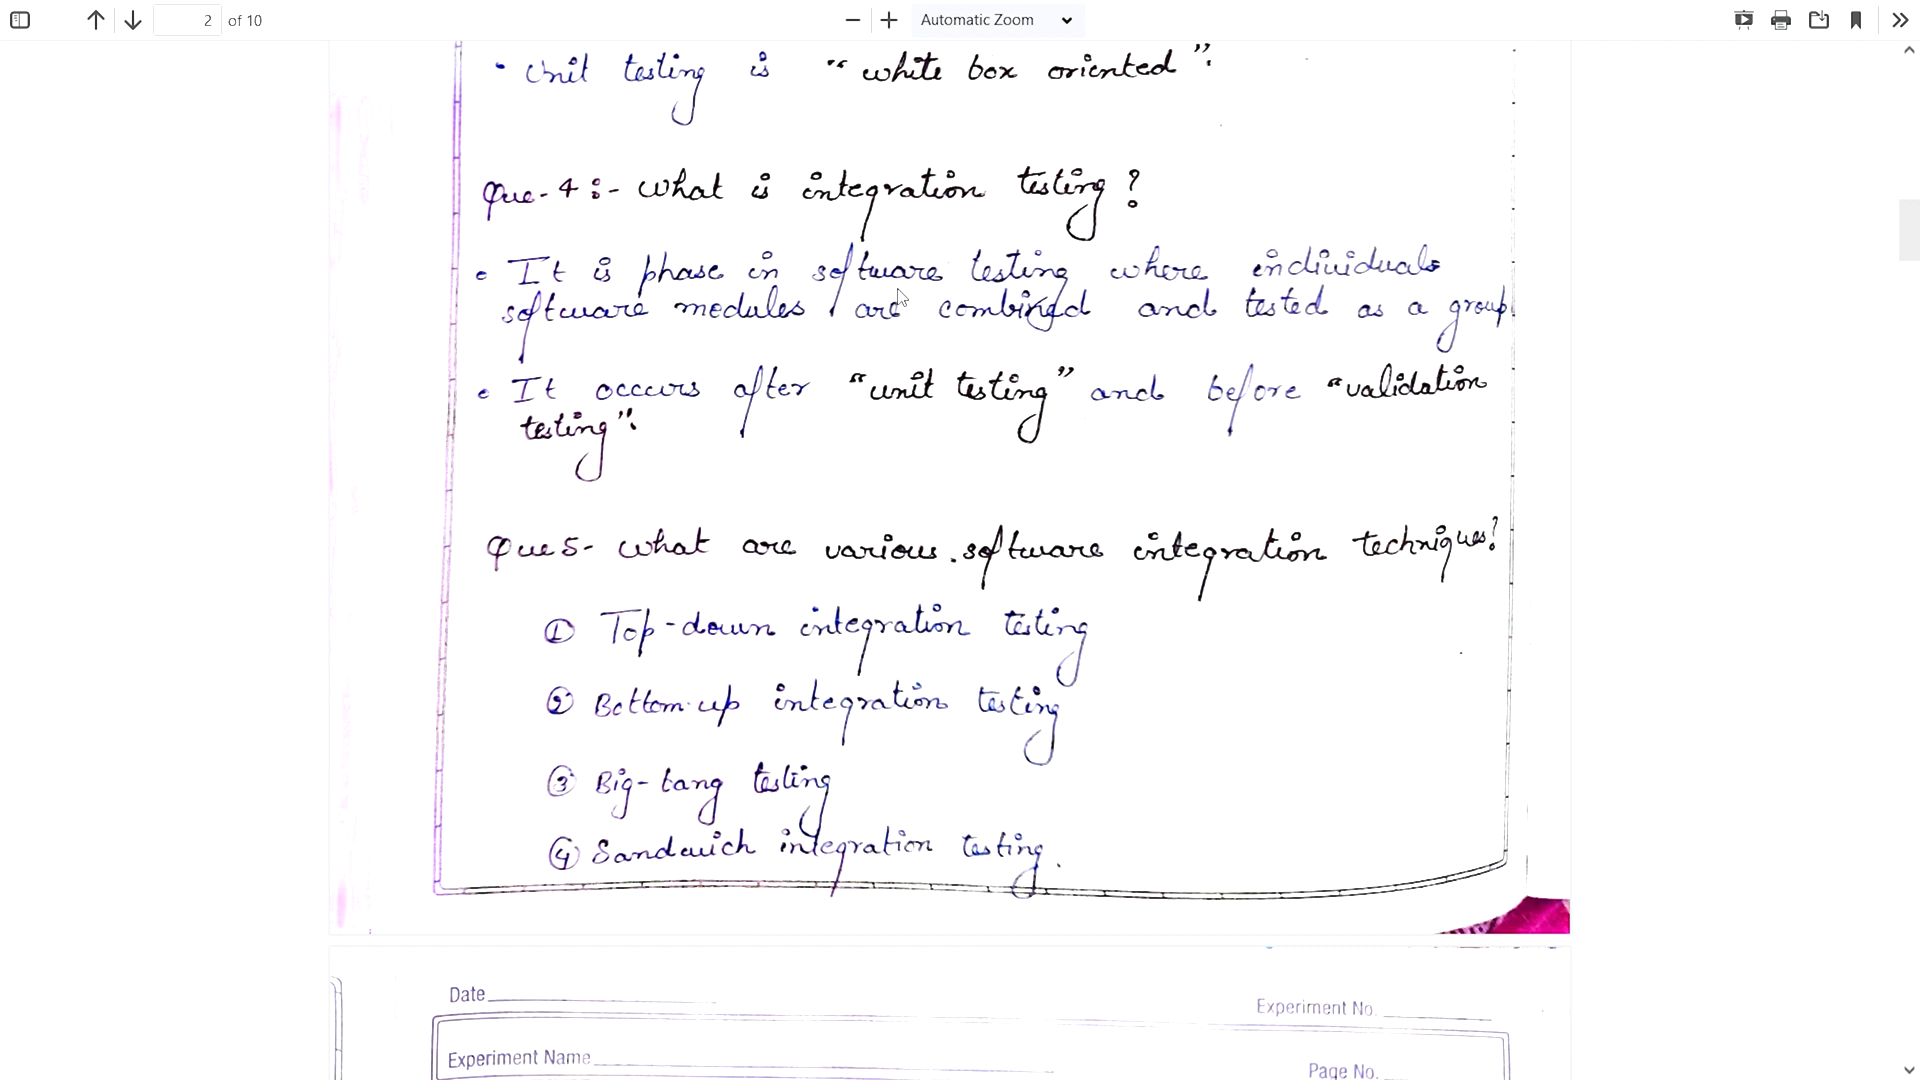 2 of 10 Automatic Zoom
• Unit testing is "white box oriented".
Que-4:- What is integration testing?
• It is phase in software testing where individuals
software modules are combined and tested as a group.
• It occurs after "unit testing" and before "validation
testing".
Que 5- What are various software integration techniques?
① Top-down integration testing
② Bottom-up integration testing
③ Big-bang testing
④ Sandwich integration testing.
Date
Experiment No.
Experiment Name
Page No.